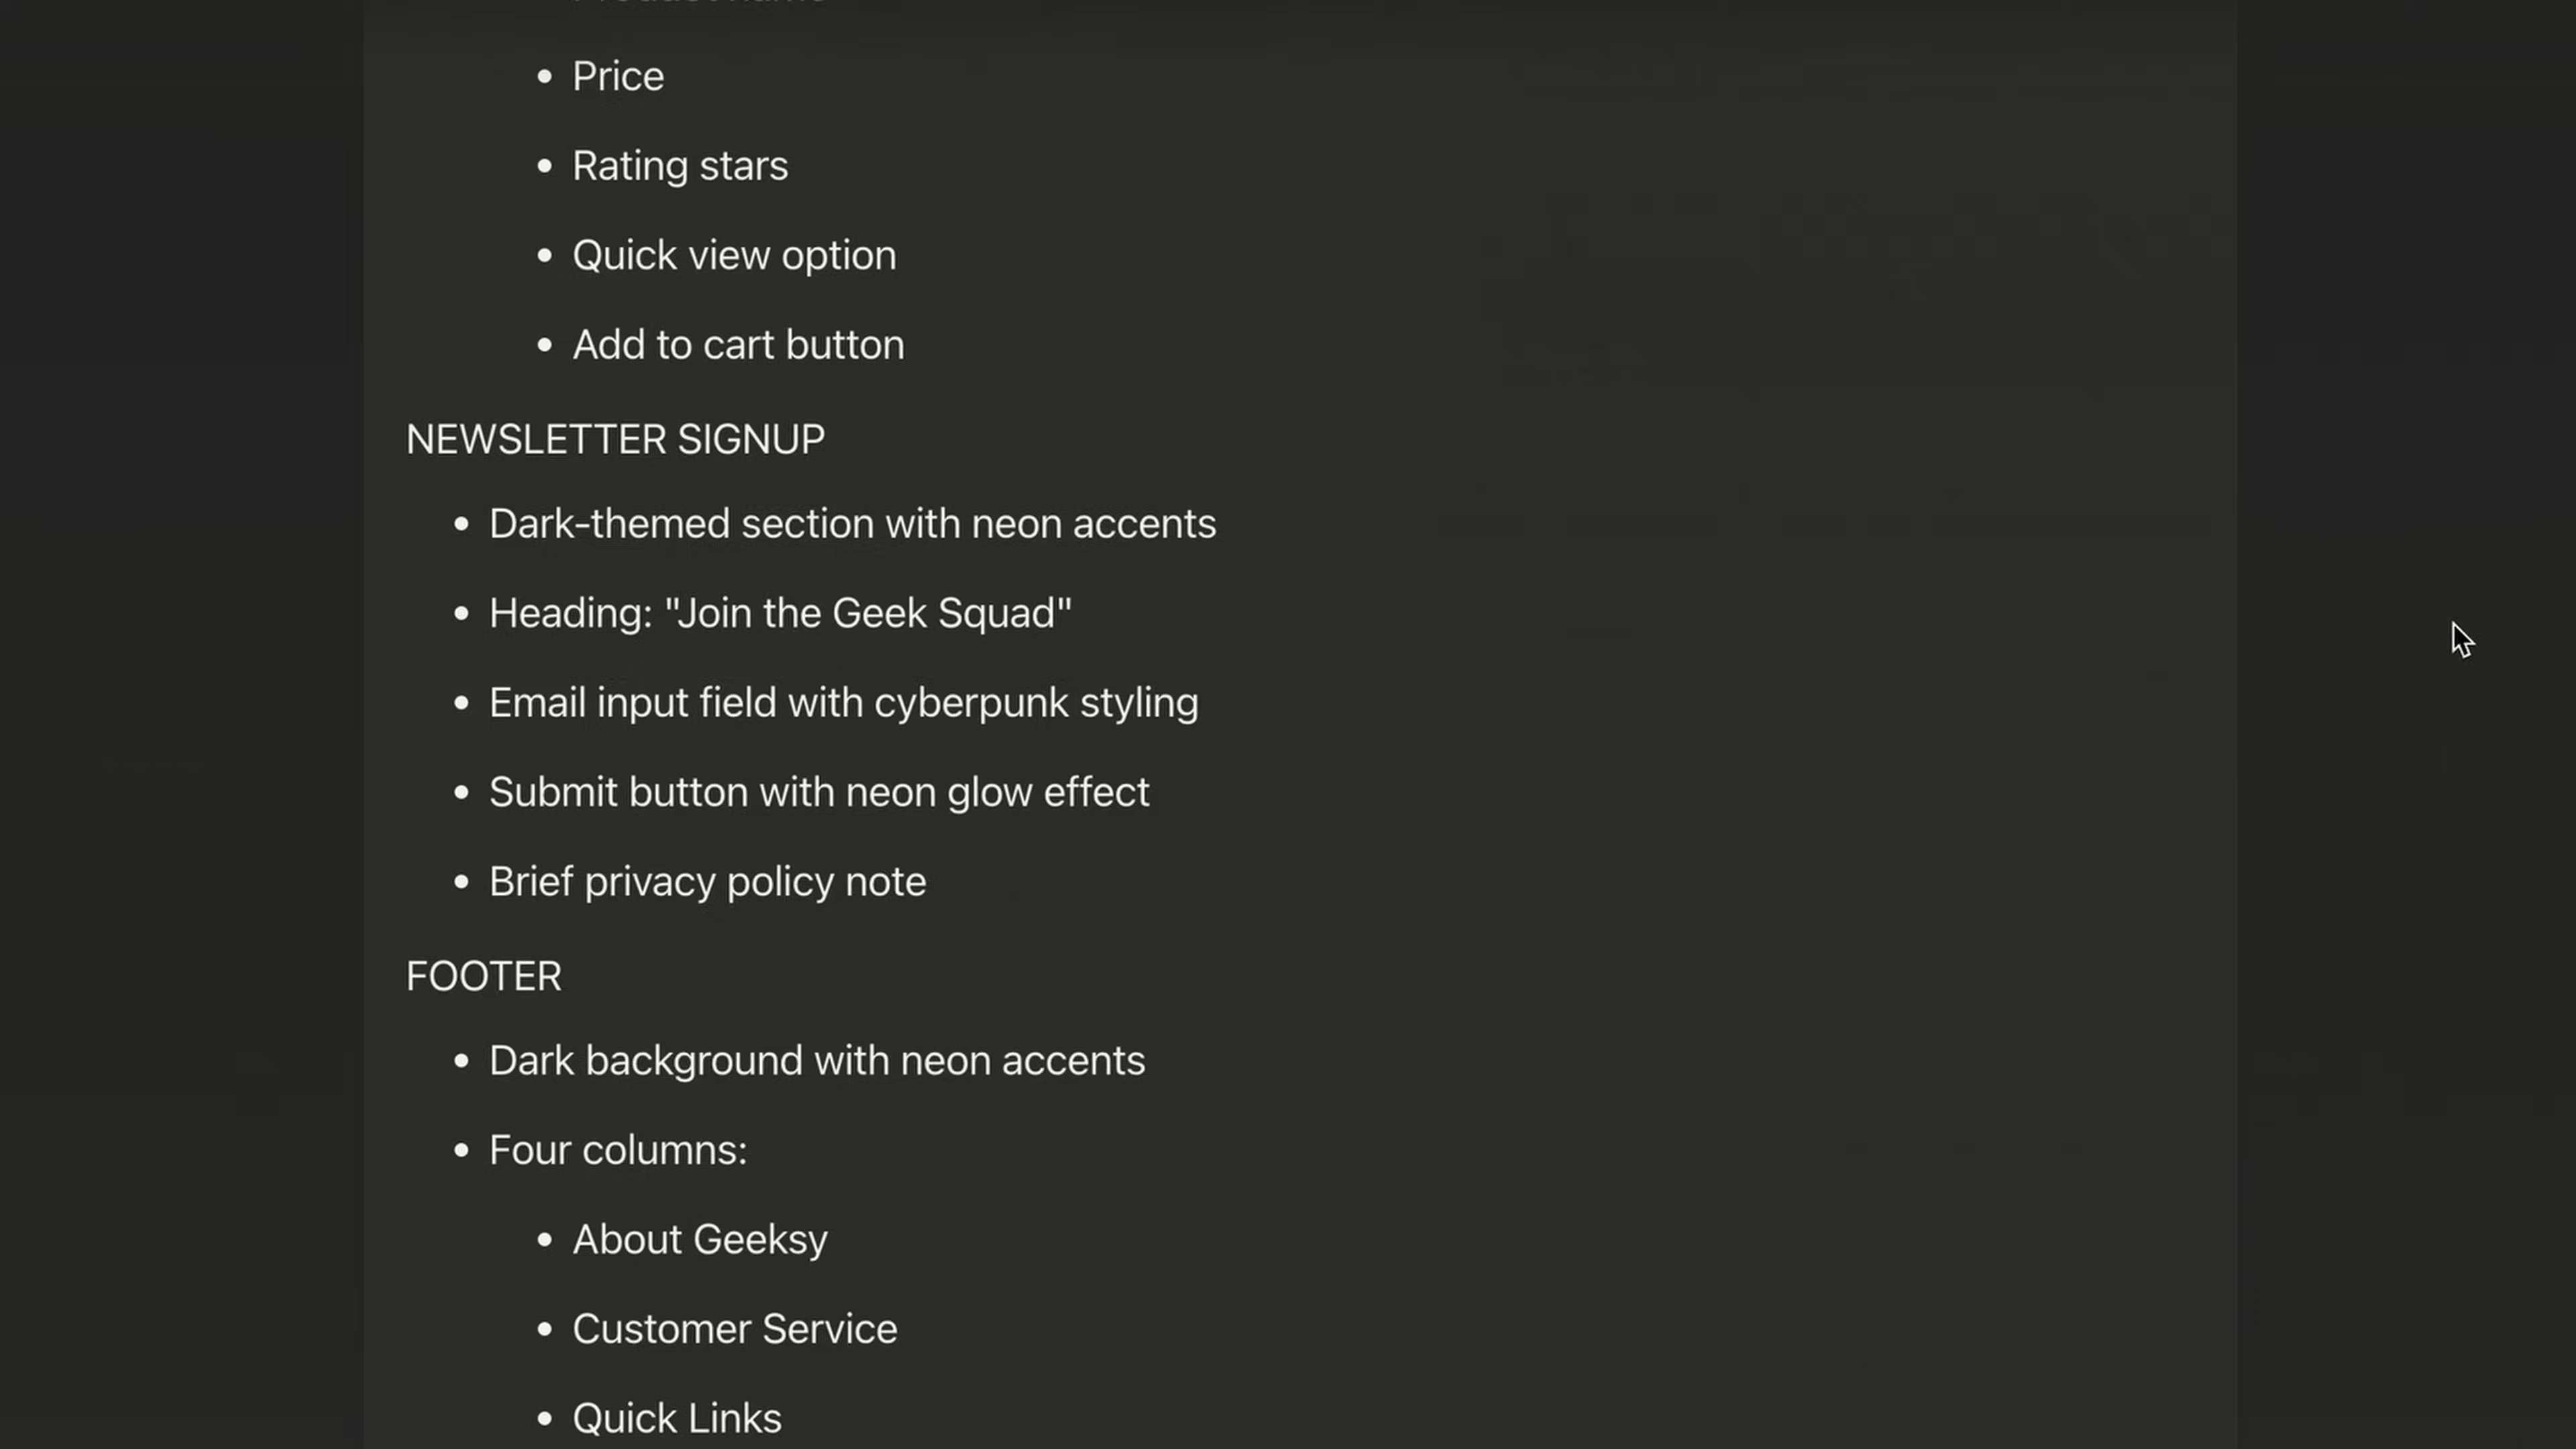 • Price
• Rating stars
• Quick view option
• Add to cart button
NEWSLETTER SIGNUP
• Dark-themed section with neon accents
• Heading: "Join the Geek Squad"
• Email input field with cyberpunk styling
• Submit button with neon glow effect
• Brief privacy policy note
FOOTER
• Dark background with neon accents
• Four columns:
• About Geeksy
• Customer Service
• Quick Links